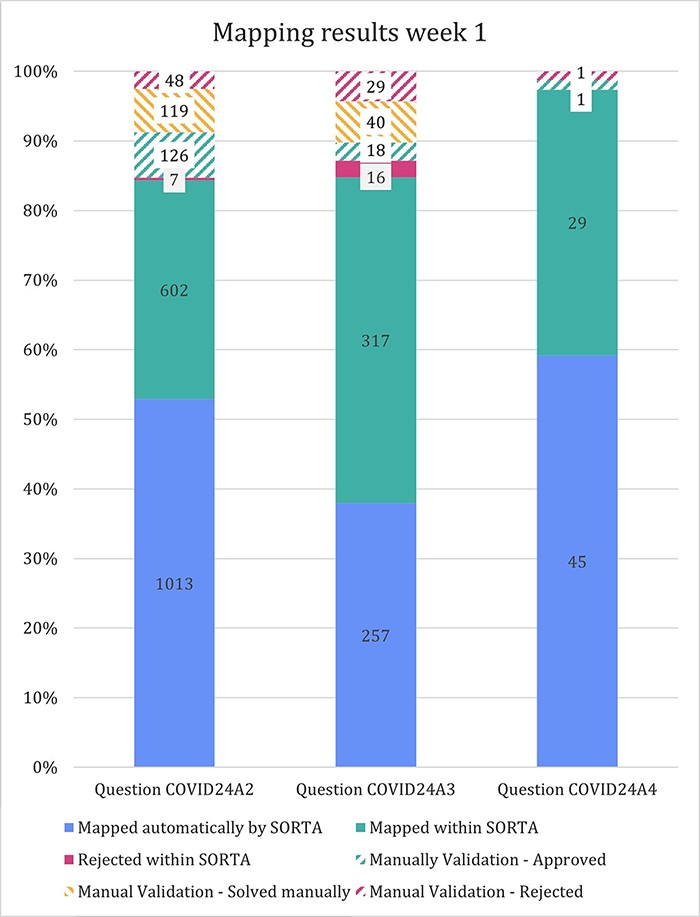 Mapping results week 1
100%
48
29
1
119
40
1
90%
126
18
7
16
80%
29
70%
602
317
60%
50%
40%
45
30%
1013
257
20%
10%
0%
Question COVID24A2
Question COVID24A3
Question COVID24A4
Mapped automatically by SORTA
Mapped within SORTA
Rejected within SORTA
Manually Validation - Approved
Manual Validation - Solved manually
Manual Validation - Rejected